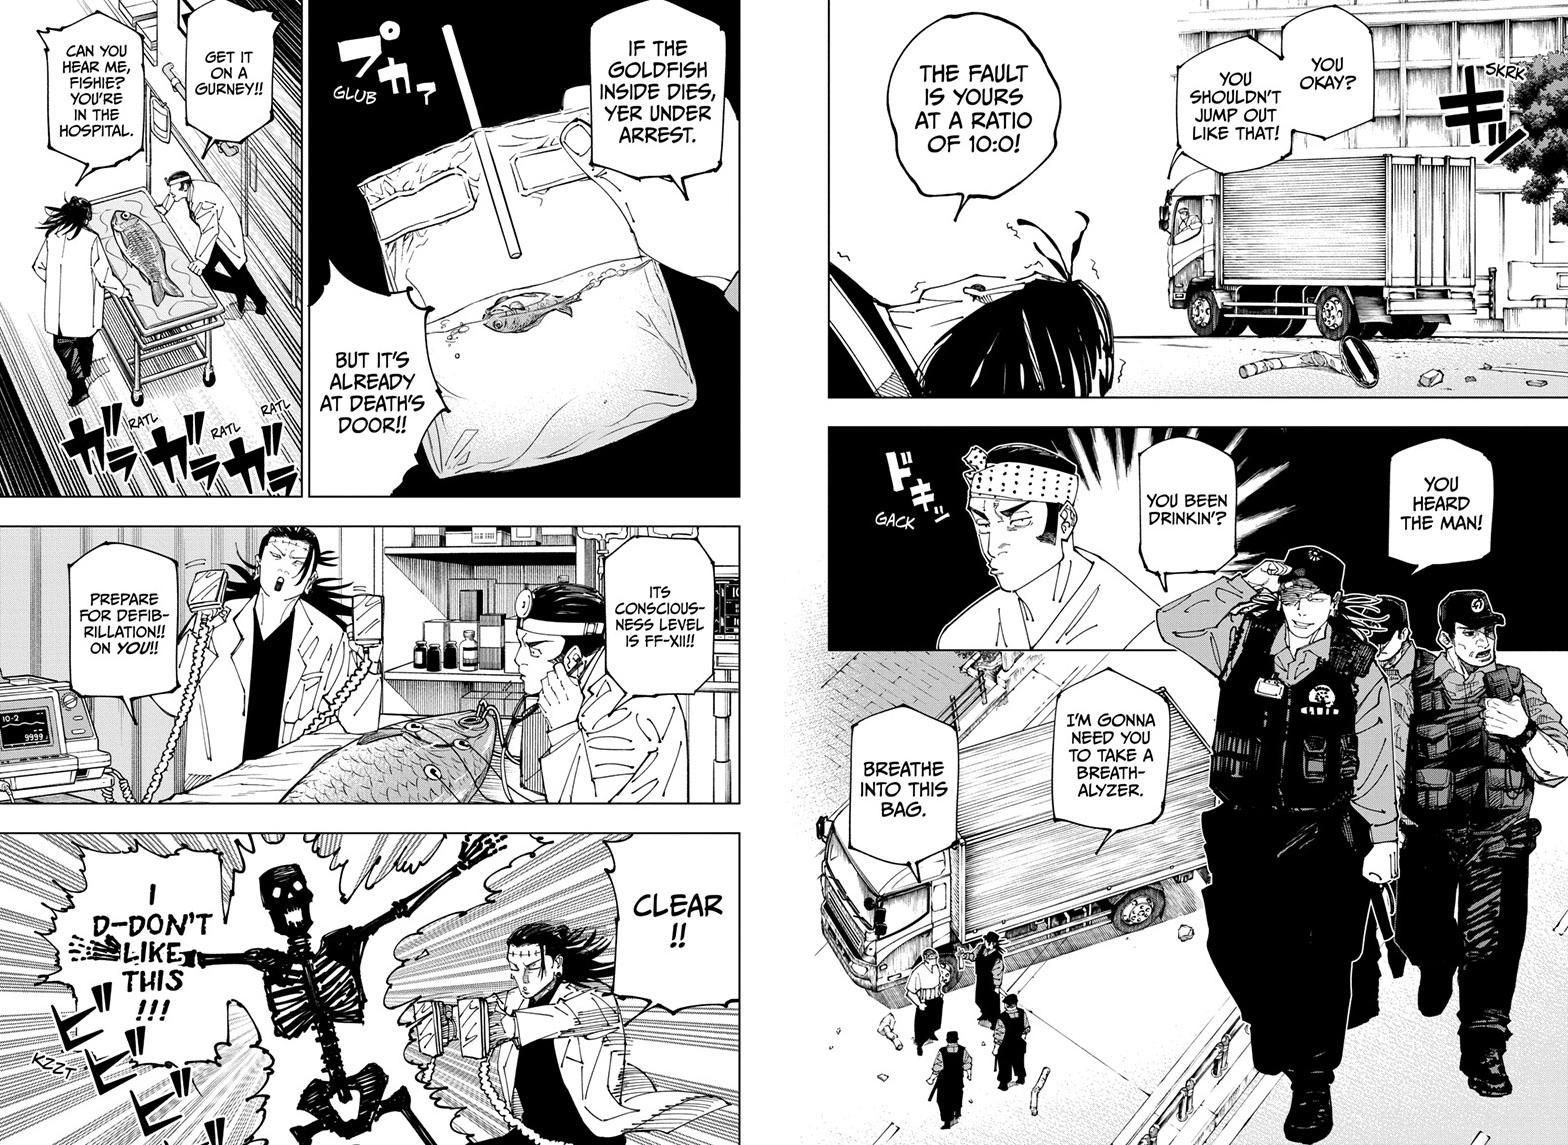 YOU
OKAY?
YOU
SHOULDN'T
JUMP OUT
LIKE THAT!
SKRK
キッ
THE FAULT
IS YOURS
AT A RATIO
OF 10:0!
YOU
HEARD
THE MAN!
YOU BEEN
DRINKIN'?
ドキッ
GACK
I'M GONNA
NEED YOU
TO TAKE A
BREATH-
ALYZER.
BREATHE
INTO THIS
BAG.
IF THE
GOLDFISH
INSIDE DIES,
YER UNDER
ARREST.
プカァ
GLUB
BUT IT'S
ALREADY
AT DEATH'S
DOOR!!
GET IT
ON A
GURNEY!!
CAN YOU
HEAR ME,
FISHIE?
YOU'RE
IN THE
HOSPITAL.
ガラガラガラ
RATL
RATL
RATL
ITS
CONSCIOUS-
NESS LEVEL
IS FF-XII!!
PREPARE
FOR DEFIB-
RILLATION!!
ON YOU!!
10-2
9999
CLEAR
!!
I
D-DON'T
LIKE
THIS
!!!
KZZT
ビビビ